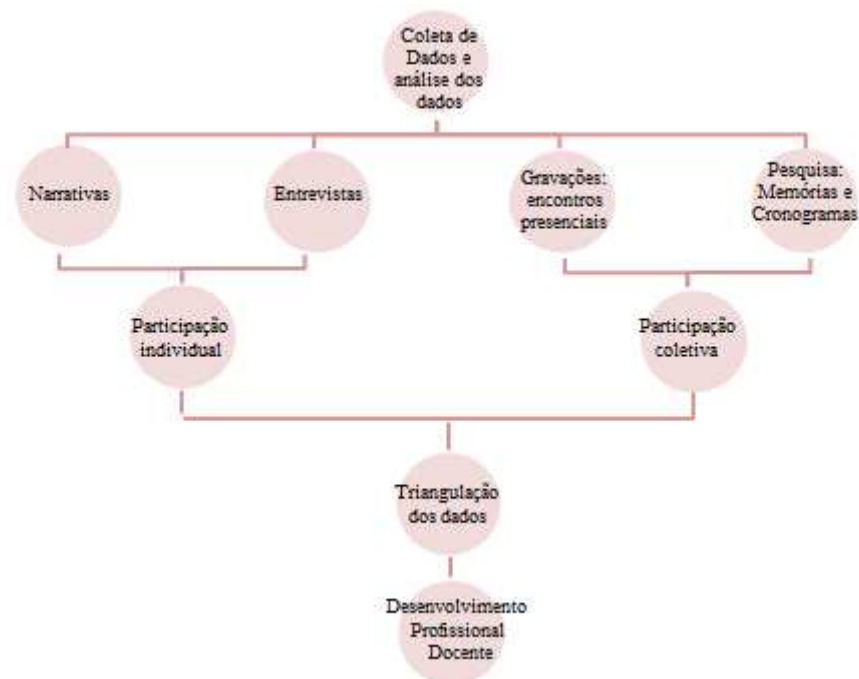 Coleta de
Dados e
análise dos
dados
Narrativas
Entrevistas
Gravações:
encontros
presenciais
Pesquisa:
Memórias e
Cronogramas
Participação
individual
Participação
coletiva
Triangulação
dos dados
Desenvolvimento
Profissional
Docente